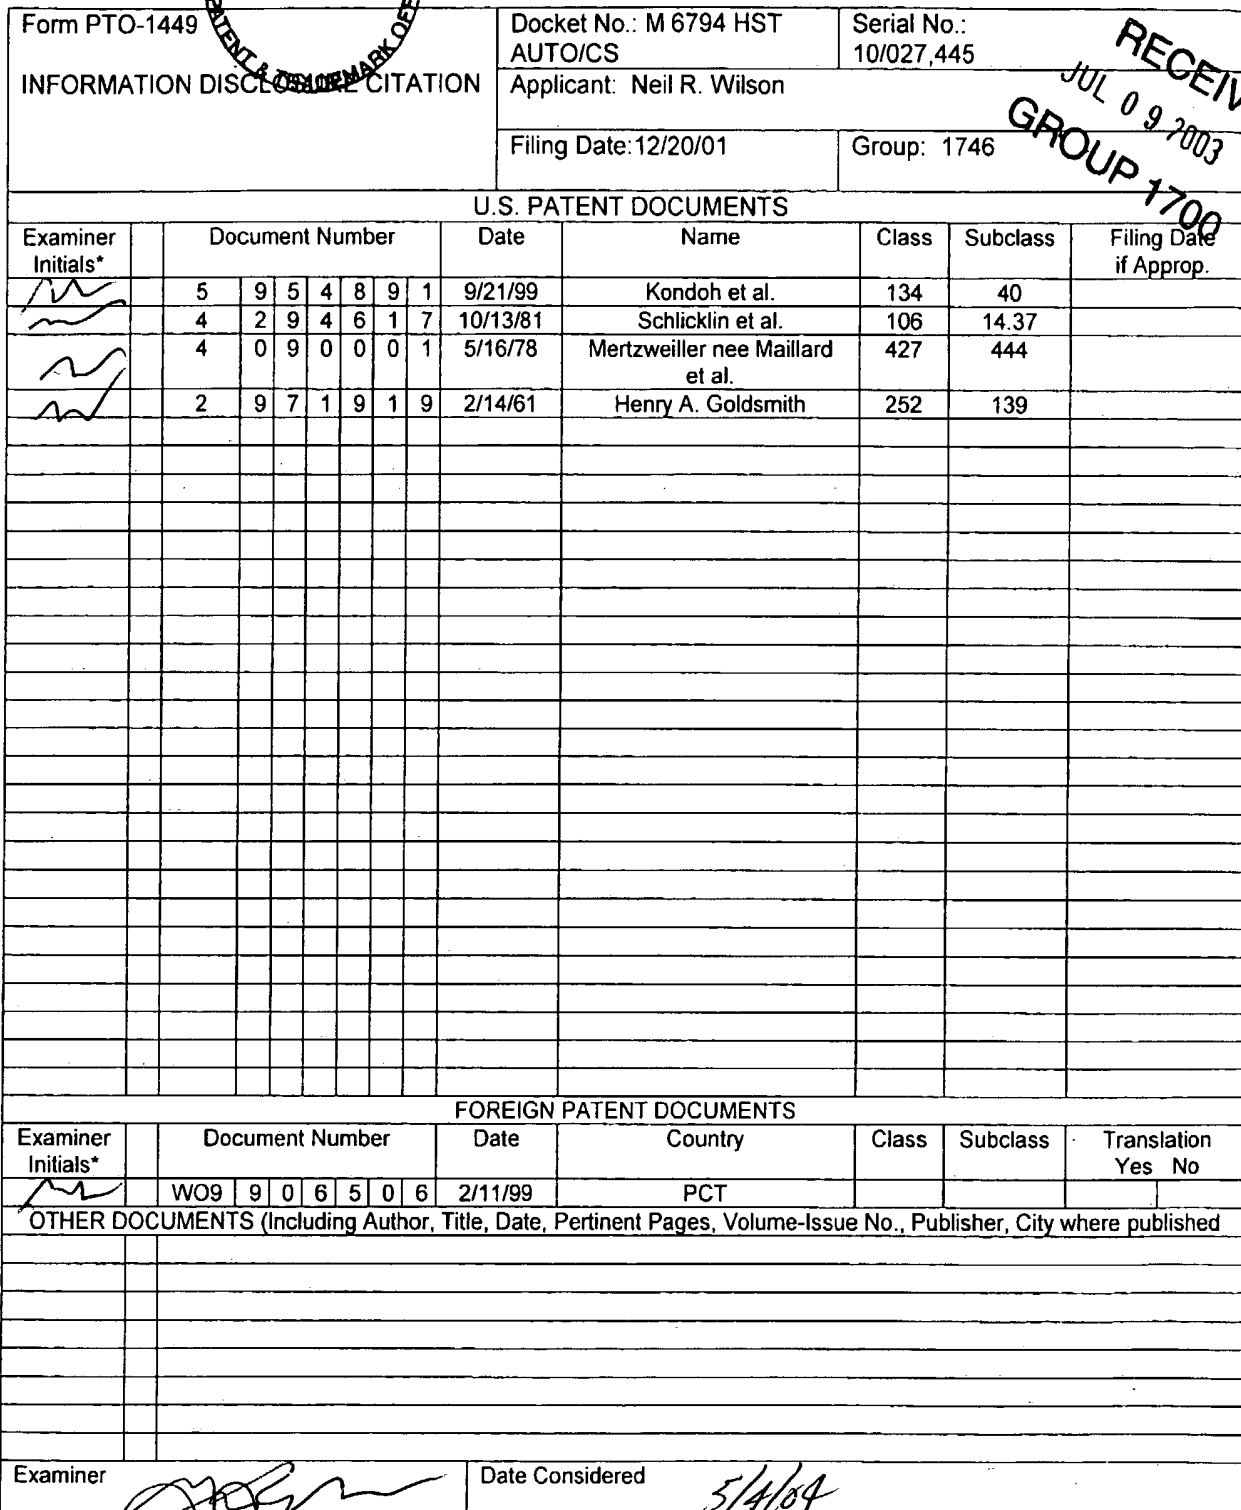 Form PTO-1449
PATENT & TRADEMARK OFF
INFORMATION DISCLOSURE CITATION
Docket No.: M 6794 HST
AUTO/CS
Serial No.:
10/027,445
Applicant: Neil R. Wilson
Filing Date:12/20/01
Group: 1746
RECEIV
JUL 09 2003
GROUP 1700
U.S. PATENT DOCUMENTS
Examiner Initials* Document Number Date Name Class Subclass Filing Date if Approp.
5 9 5 4 8 9 1 9/21/99 Kondoh et al. 134 40
4 2 9 4 6 1 7 10/13/81 Schlicklin et al. 106 14.37
4 0 9 0 0 0 1 5/16/78 Mertzweiller nee Maillard 427 444
et al.
2 9 7 1 9 1 9 2/14/61 Henry A. Goldsmith 252 139
FOREIGN PATENT DOCUMENTS
Examiner Initials* Document Number Date Country Class Subclass Translation Yes No
WO9 9 0 6 5 0 6 2/11/99 PCT
OTHER DOCUMENTS (Including Author, Title, Date, Pertinent Pages, Volume-Issue No., Publisher, City where published
Examiner
Date Considered 5/4/04